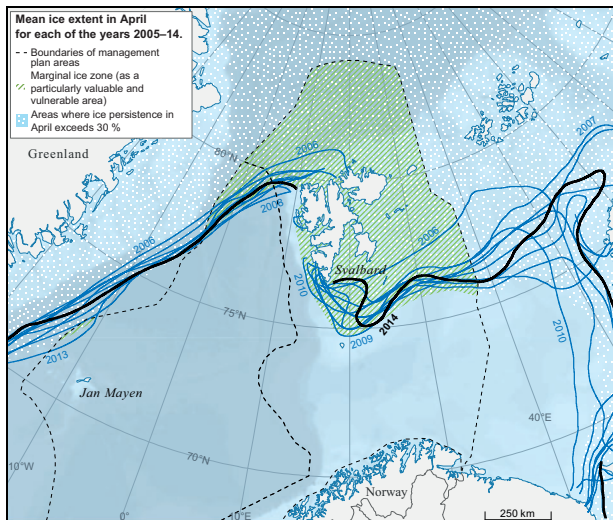 Mean ice extent in April
for each of the years 2005–14.
Boundaries of management
plan areas
Marginal ice zone (as a
particularly valuable and
vulnerable area)
Areas where ice persistence in
April exceeds 30 %
Greenland
80°N
2006
2007
2008
2006
2006
Svalbard
2010
75°N
2014
2009
2010
2013
Jan Mayen
40°E
10°W
70°N
Norway
0°
10°E
250 km